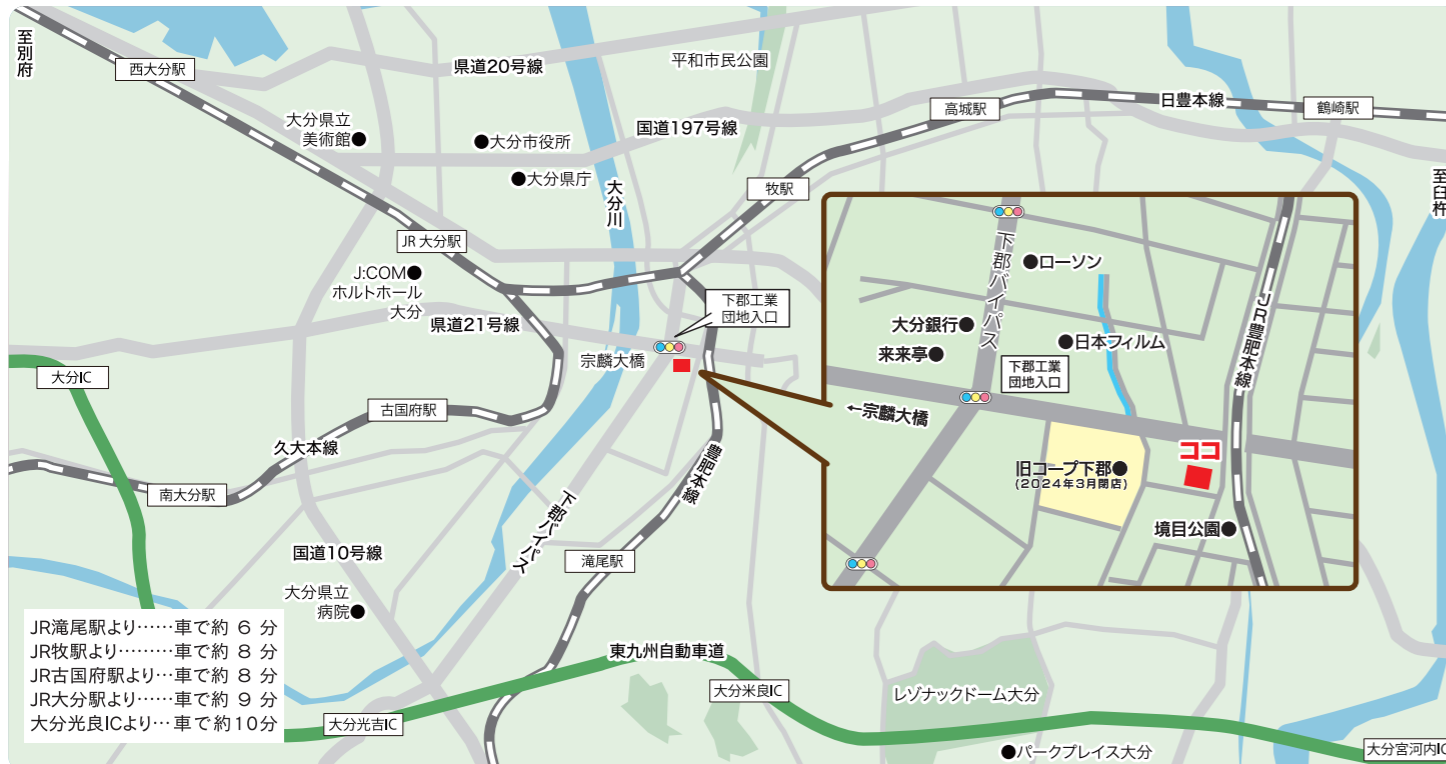 至別府
西大分駅
県道20号線
平和市民公園
大分県立
美術館
大分市役所
国道197号線
高城駅
日豊本線
鶴崎駅
大分県庁
大分川
牧駅
至臼杵
JR 大分駅
J:COM
ホルトホール
大分
県道21号線
下郡工業
団地入口
宗麟大橋
大分IC
古国府駅
久大本線
南大分駅
豊肥本線
下郡バイパス
国道10号線
滝尾駅
大分県立
病院
東九州自動車道
大分光吉IC
大分米良IC
レゾナックドーム大分
パークプレイス大分
大分宮河内IC
下郡バイパス
ローソン
大分銀行
来来亭
日本フィルム
下郡工業
団地入口
JR豊肥本線
←宗麟大橋
旧コープ下郡
(2024年3月閉店)
ココ
境目公園
JR滝尾駅より……車で約 6 分
JR牧駅より………車で約 8 分
JR古国府駅より…車で約 8 分
JR大分駅より……車で約 9 分
大分光良ICより…車で約10分